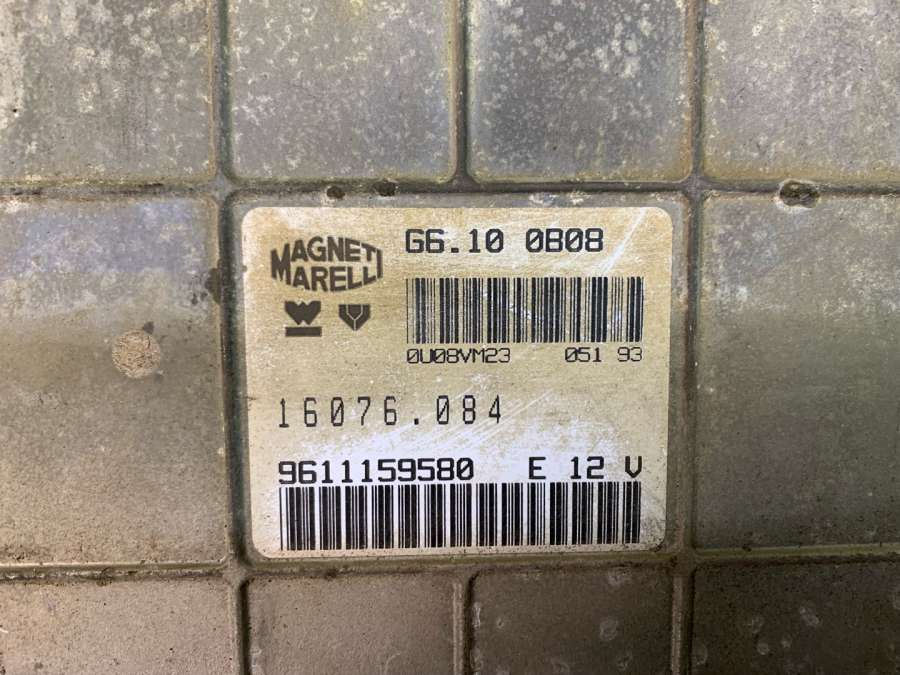 MAGNETI
MARELLI
G6.10 0B08
0U08VM23 051 93
16076.084
9611159580 E 12 V